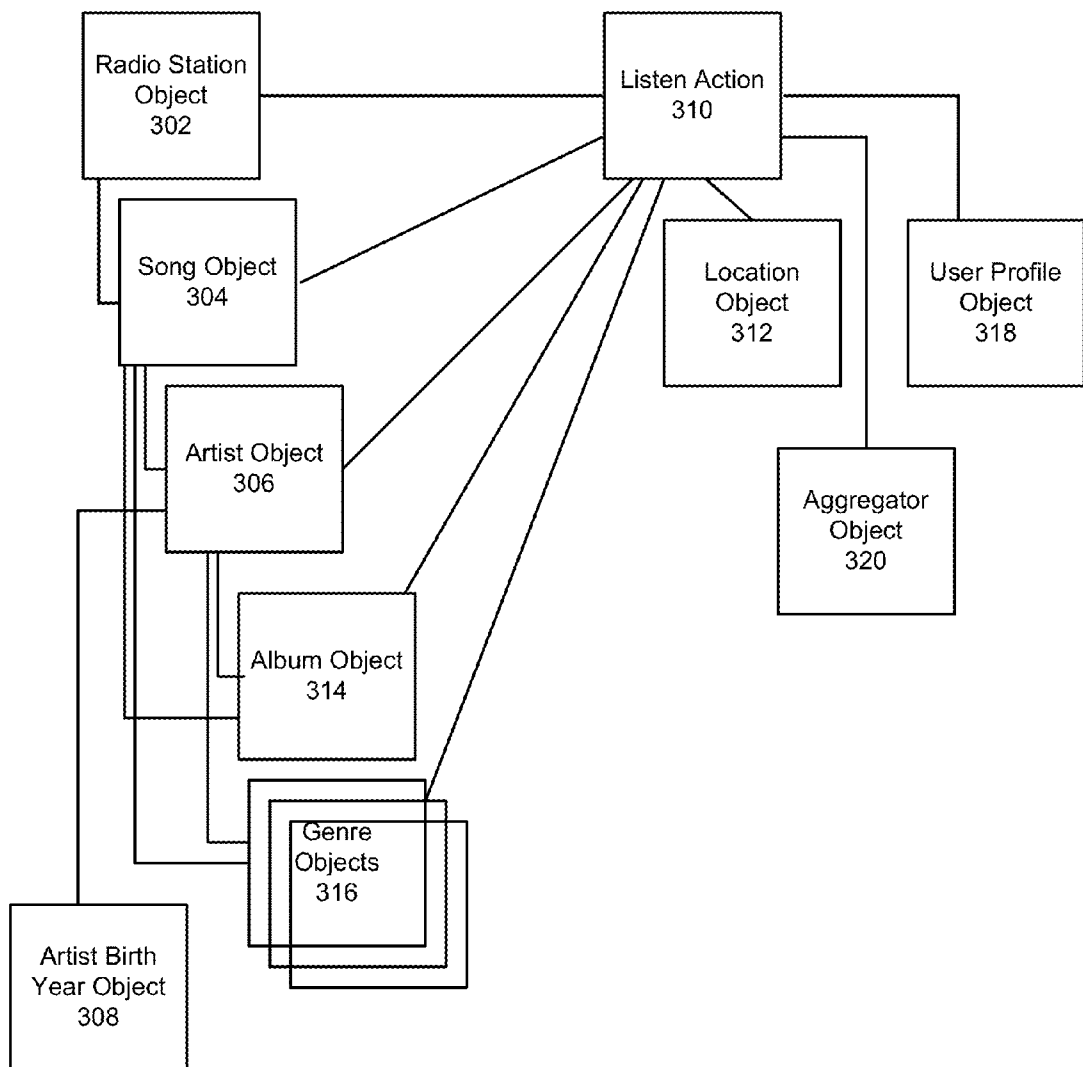 Radio Station
Object
302
Listen Action
310
Song Object
304
Location
Object
312
User Profile
Object
318
Artist Object
306
Aggregator
Object
320
Album Object
314
Genre
Objects
316
Artist Birth
Year Object
308